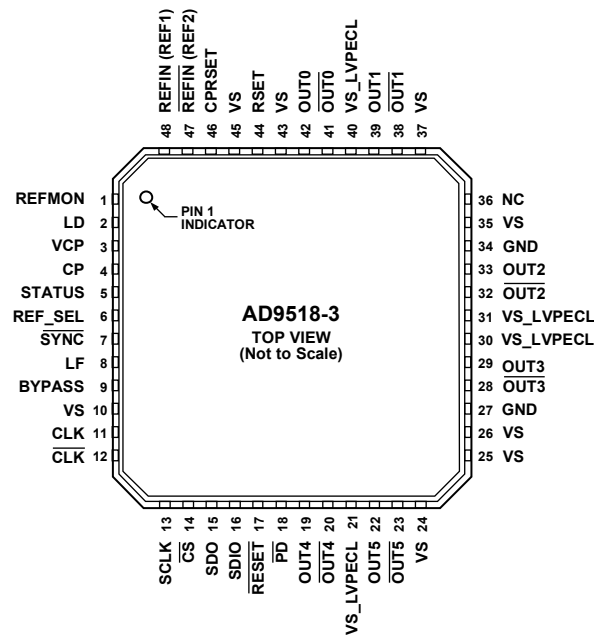 48 REFIN (REF1)
47 REFIN (REF2)
46 CPRSET
45 VS
44 RSET
43 VS
42 OUT0
41 OUT0
40 VS_LVPECL
39 OUT1
38 OUT1
37 VS
REFMON 1
LD 2
VCP 3
CP 4
STATUS 5
REF_SEL 6
SYNC 7
LF 8
BYPASS 9
VS 10
CLK 11
CLK 12
PIN 1
INDICATOR
AD9518-3
TOP VIEW
(Not to Scale)
36 NC
35 VS
34 GND
33 OUT2
32 OUT2
31 VS_LVPECL
30 VS_LVPECL
29 OUT3
28 OUT3
27 GND
26 VS
25 VS
SCLK 13
CS 14
SDO 15
SDIO 16
RESET 17
PD 18
OUT4 19
OUT4 20
VS_LVPECL 21
OUT5 22
OUT5 23
VS 24